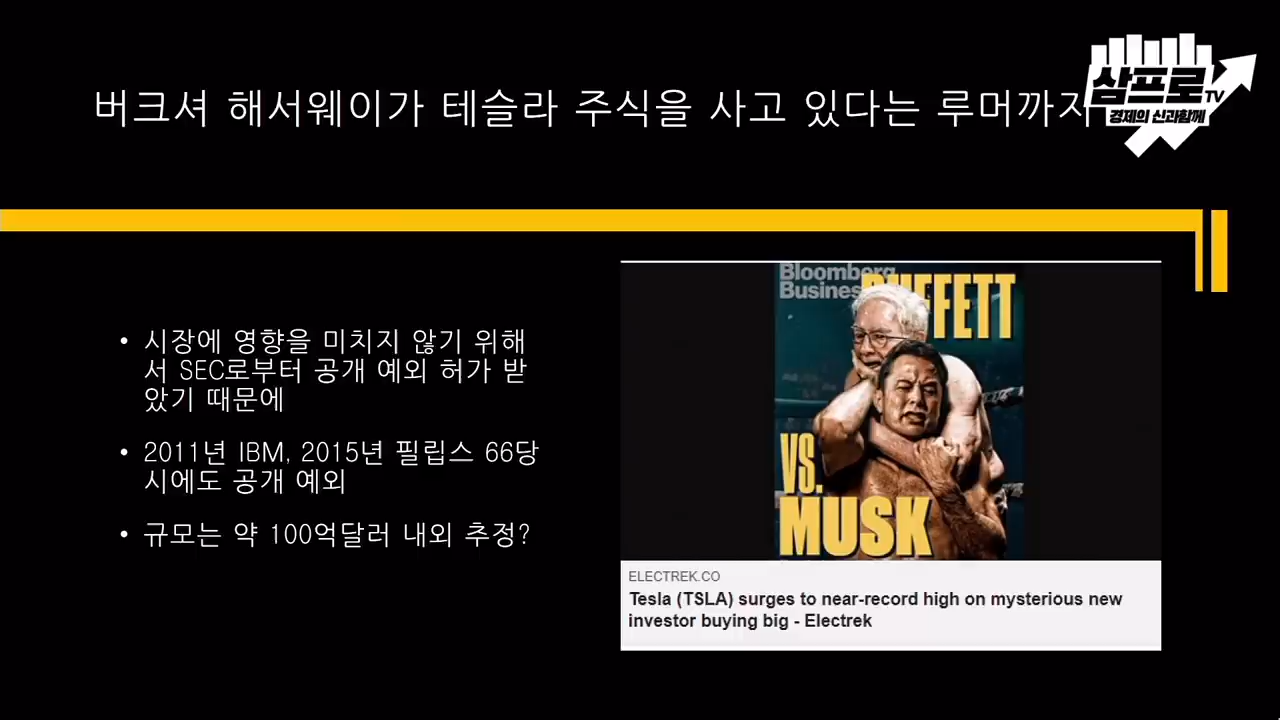 버크셔 해서웨이가 테슬라 주식을 사고 있다는 루머까지
삼프로TV
경제의 신과함께
• 시장에 영향을 미치지 않기 위해
서 SEC로부터 공개 예외 허가 받
았기 때문에
• 2011년 IBM, 2015년 필립스 66당
시에도 공개 예외
• 규모는 약 100억달러 내외 추정?
Bloomberg
Business
BUFFETT
VS.
MUSK
ELECTREK.CO
Tesla (TSLA) surges to near-record high on mysterious new
investor buying big - Electrek